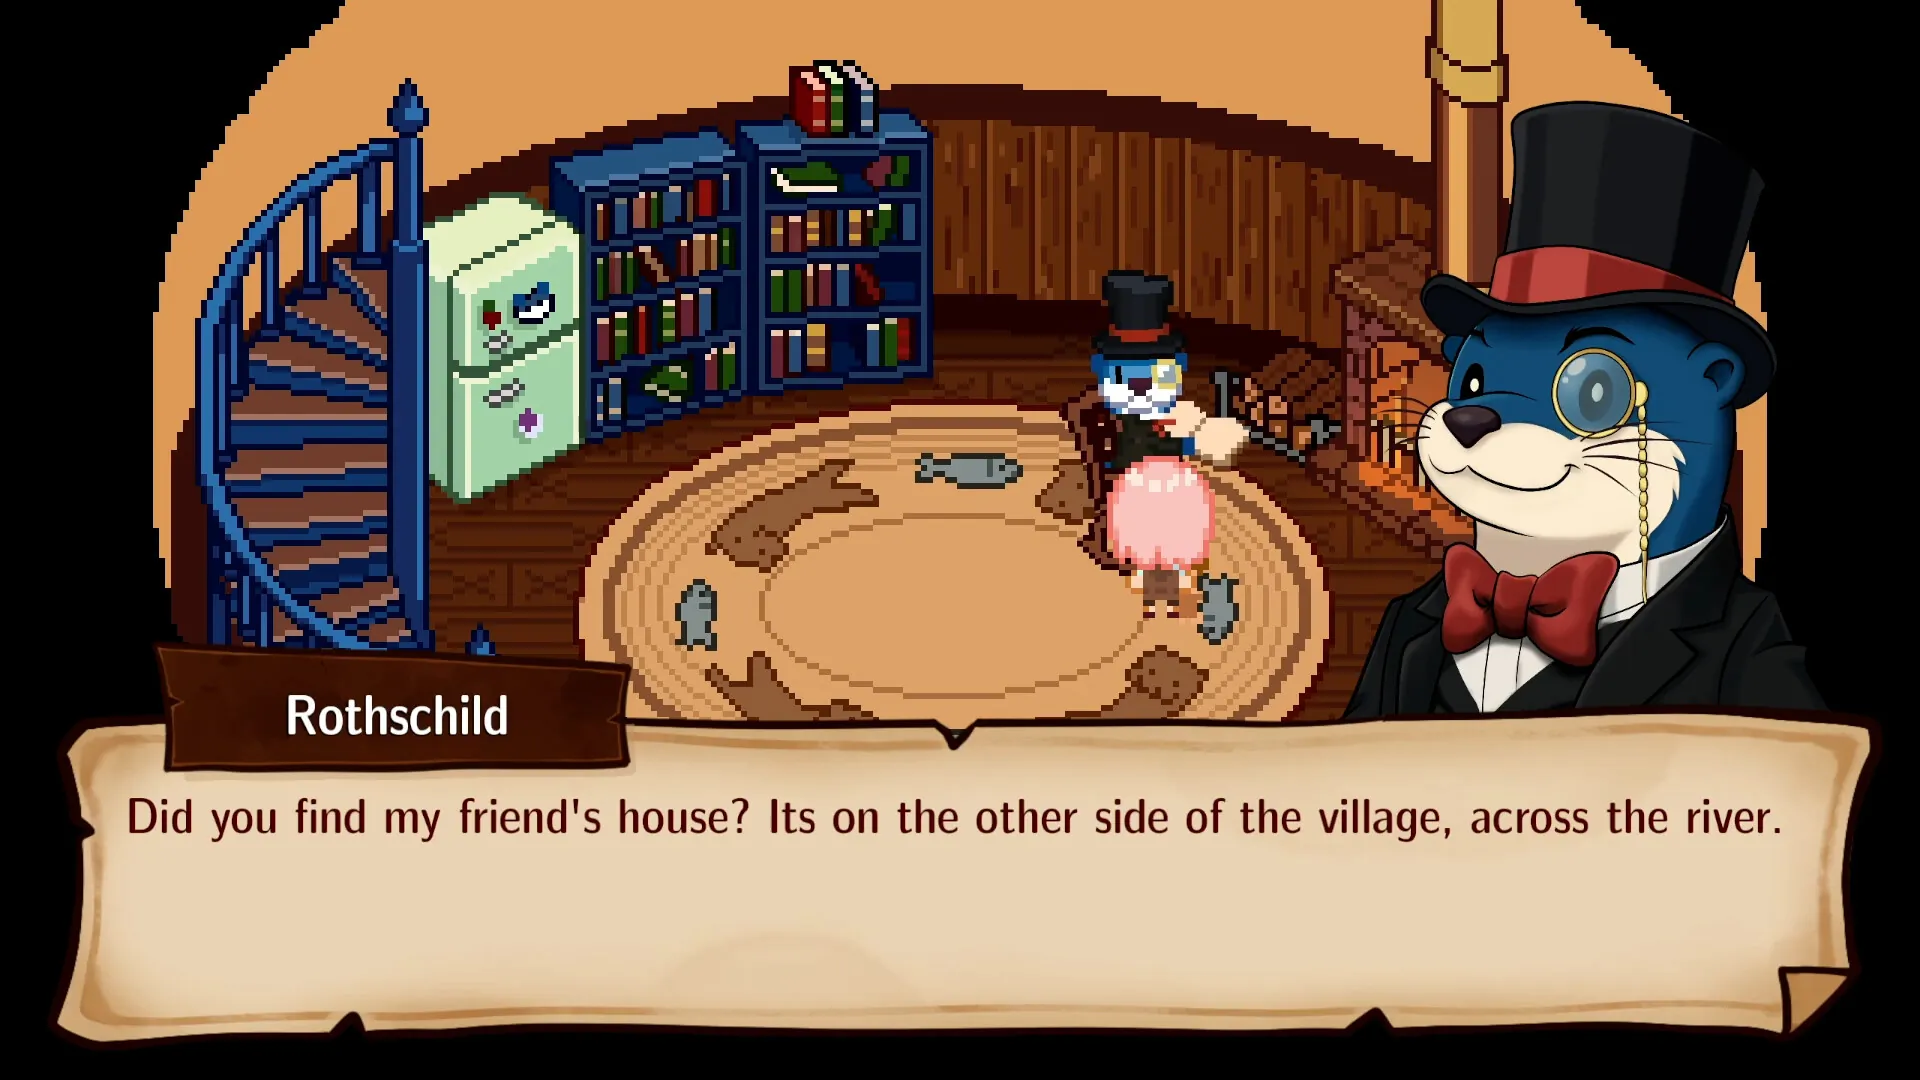 Rothschild
Did you find my friend's house? Its on the other side of the village, across the river.